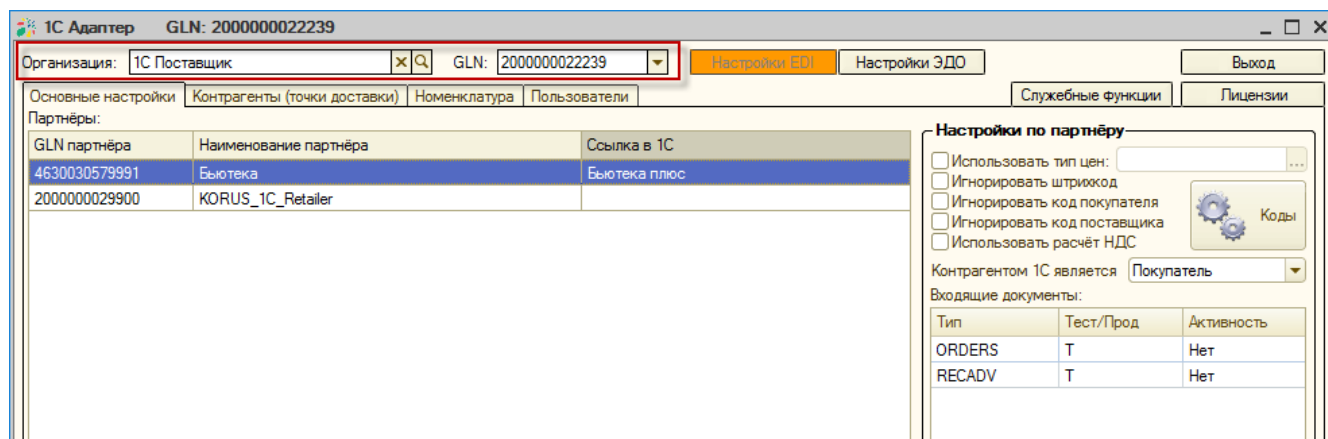 1С Адаптер GLN: 2000000022239
Организация: 1С Поставщик GLN: 2000000022239 Настройки EDI Настройки ЭДО Выход
Основные настройки Контрагенты (точки доставки) Номенклатура Пользователи Служебные функции Лицензии
Партнёры:
GLN партнёра Наименование партнёра Ссылка в 1С
4630030579991 Бьютека Бьютека плюс
2000000029900 KORUS_1C_Retailer
Настройки по партнёру
Использовать тип цен:
Игнорировать штрихкод
Игнорировать код покупателя
Игнорировать код поставщика
Использовать расчёт НДС
Коды
Контрагентом 1С является Покупатель
Входящие документы:
Тип Тест/Прод Активность
ORDERS T Нет
RECADV T Нет